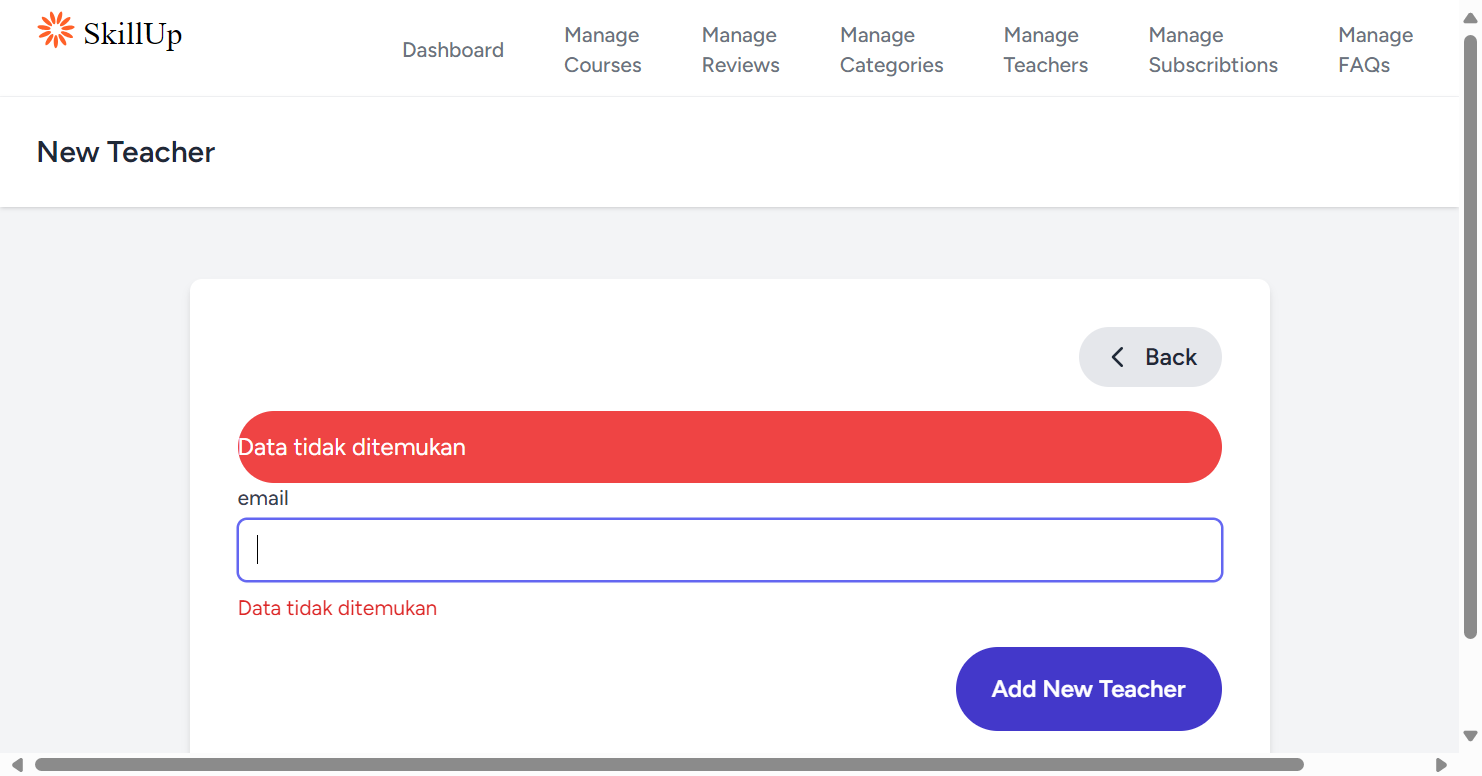 SkillUp
Dashboard
Manage
Courses
Manage
Reviews
Manage
Categories
Manage
Teachers
Manage
Subscribtions
Manage
FAQs
New Teacher
Back
Data tidak ditemukan
email
Data tidak ditemukan
Add New Teacher